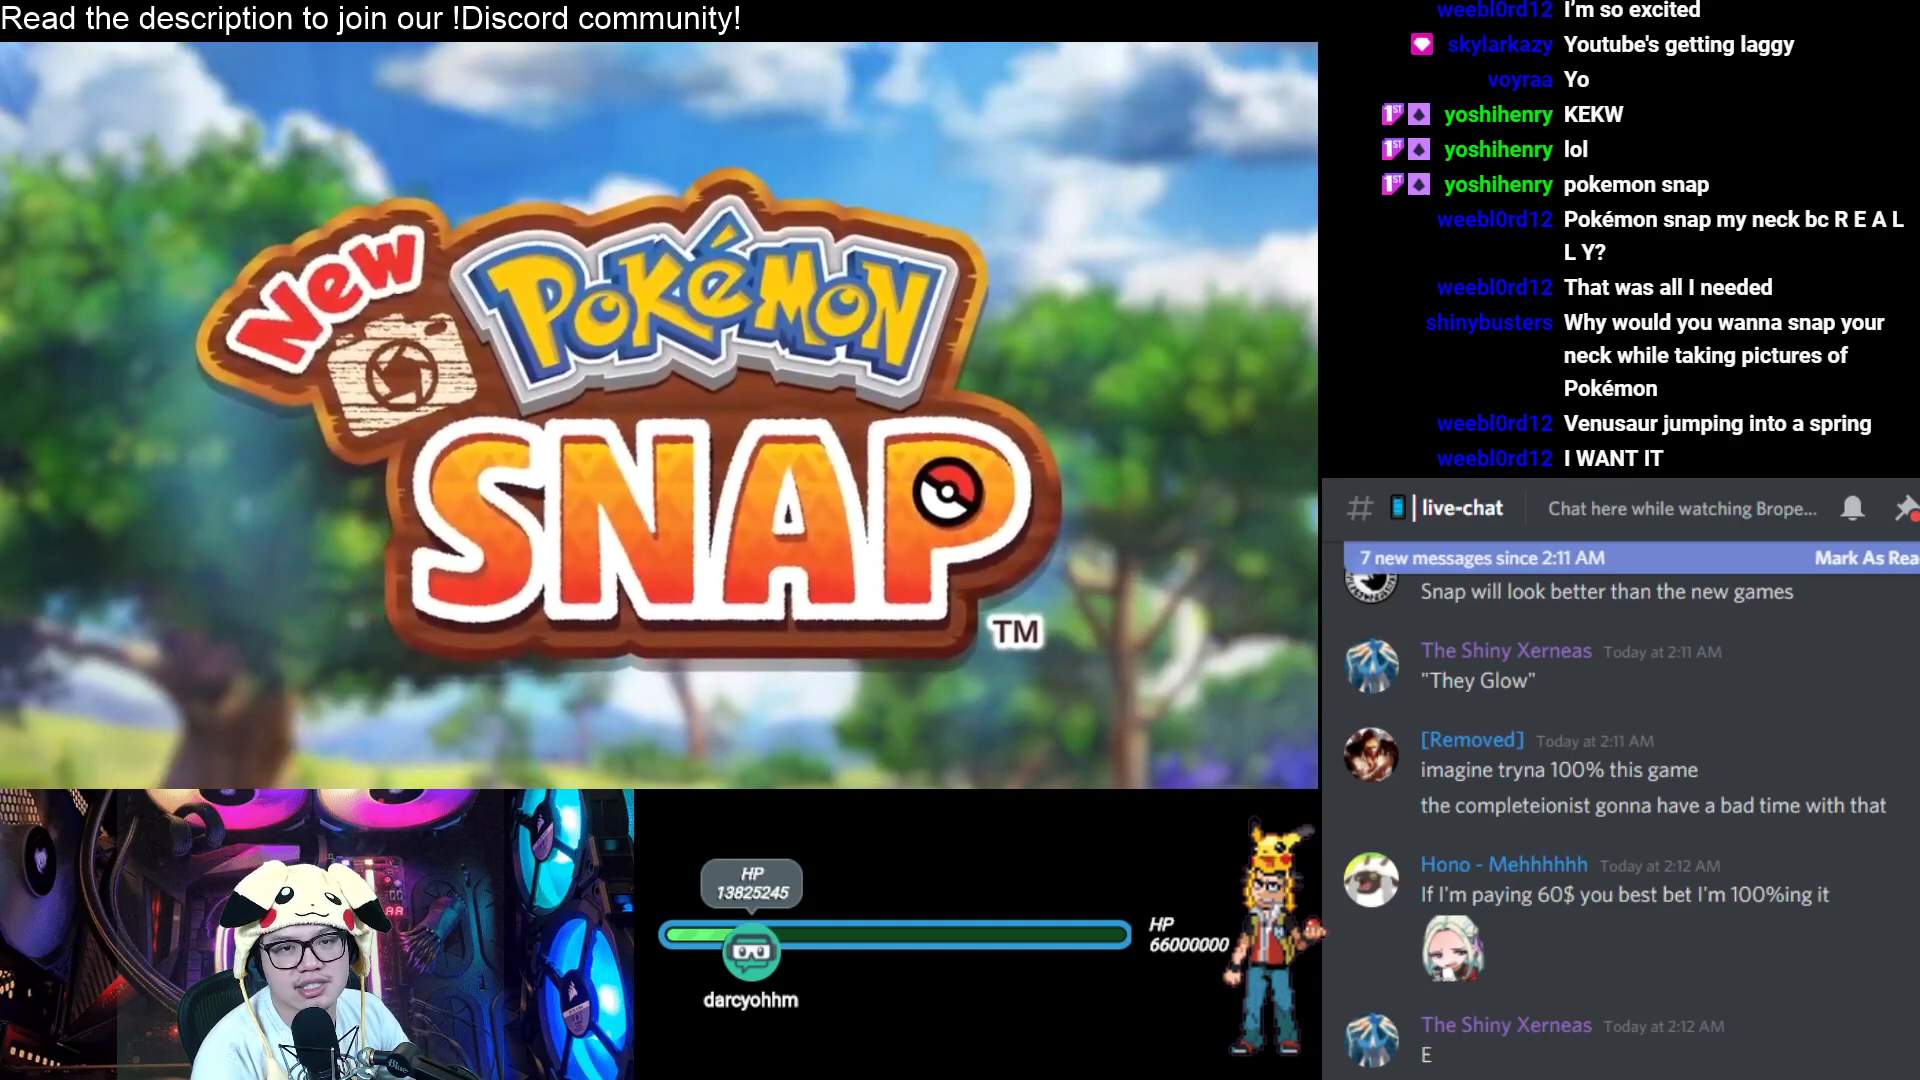 Read the description to join our !Discord community!
New
POKéMON
SNAP
TM
weebl0rd12 I'm so excited
skylarkazy Youtube's getting laggy
voyraa Yo
1ST yoshihenry KEKW
1ST yoshihenry lol
1ST yoshihenry pokemon snap
weebl0rd12 Pokémon snap my neck bc R E A L
L Y?
weebl0rd12 That was all I needed
shinybusters Why would you wanna snap your
neck while taking pictures of
Pokémon
weebl0rd12 Venusaur jumping into a spring
weebl0rd12 I WANT IT
# | live-chat Chat here while watching Brope...
7 new messages since 2:11 AM Mark As Rea
Snap will look better than the new games
The Shiny Xerneas Today at 2:11 AM
"They Glow"
[Removed] Today at 2:11 AM
imagine tryna 100% this game
the completeionist gonna have a bad time with that
Hono - Mehhhhhh Today at 2:12 AM
If I'm paying 60$ you best bet I'm 100%ing it
The Shiny Xerneas Today at 2:12 AM
E
HP
13825245
HP
66000000
darcyohhm